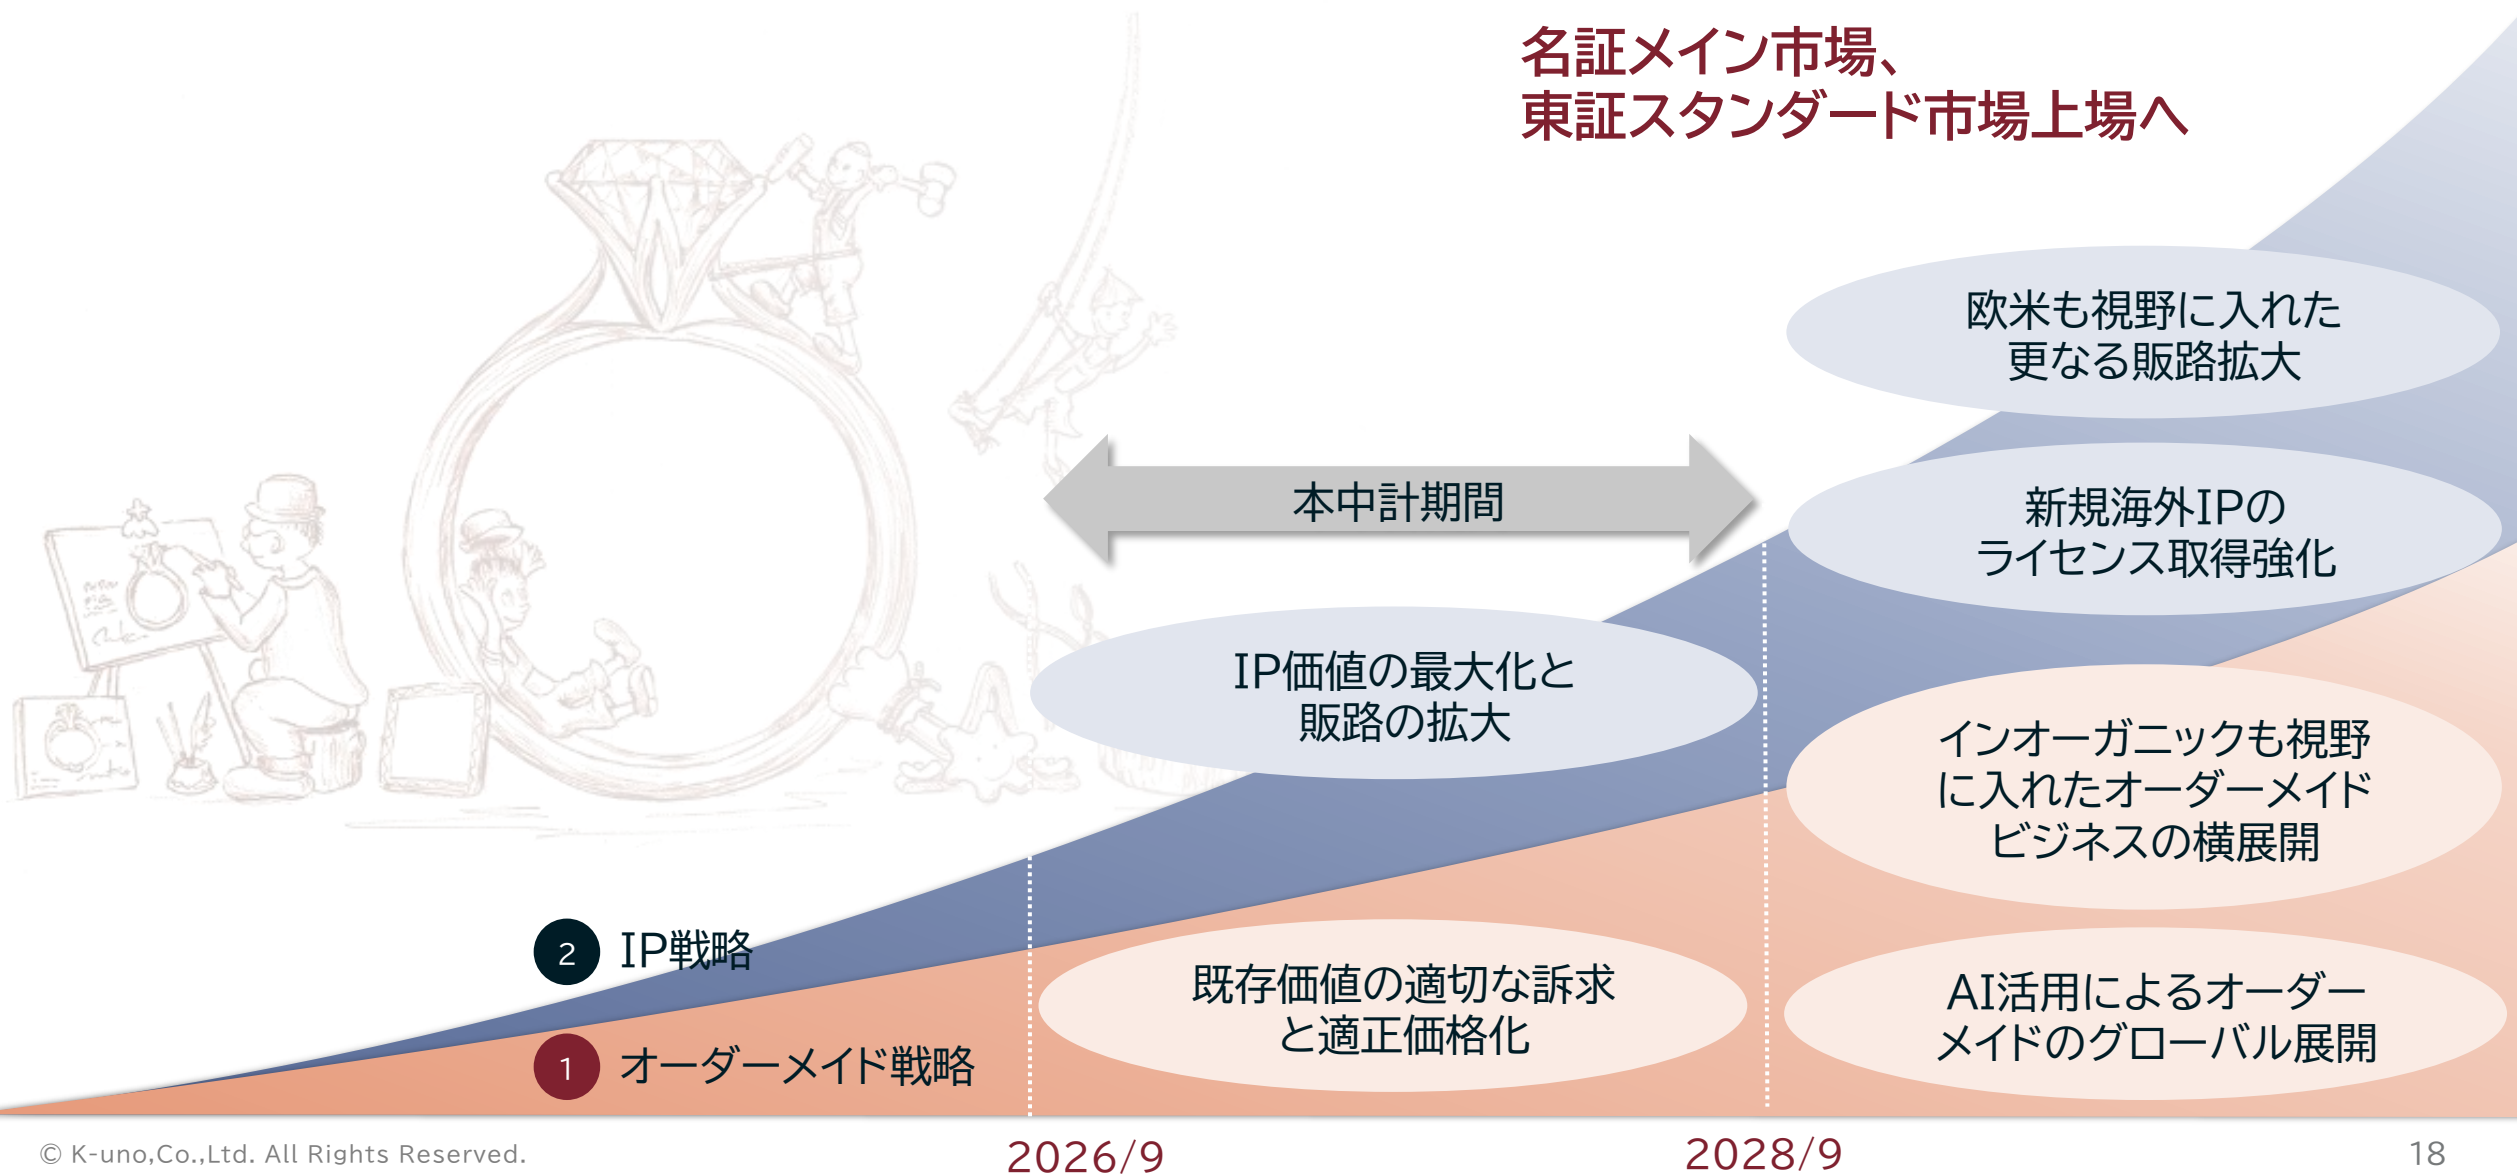 名証メイン市場、
東証スタンダード市場上場へ
欧米も視野に入れた
更なる販路拡大
本中計期間
新規海外IPの
ライセンス取得強化
IP価値の最大化と
販路の拡大
インオーガニックも視野
に入れたオーダーメイド
ビジネスの横展開
2 IP戦略
既存価値の適切な訴求
と適正価格化
AI活用によるオーダー
メイドのグローバル展開
1 オーダーメイド戦略
© K-uno,Co.,Ltd. All Rights Reserved.
2026/9
2028/9
18